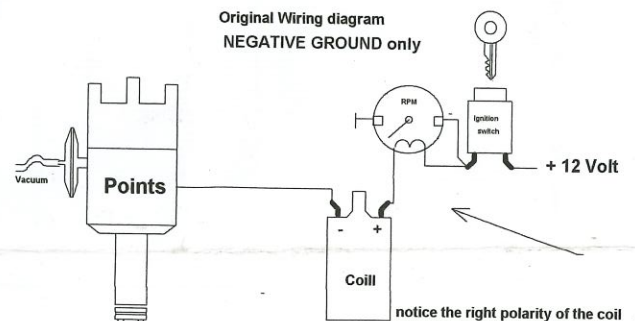 Original Wiring diagram
NEGATIVE GROUND only
RPM
-
Ignition
switch
+ 12 Volt
Vacuum
Points
- +
Coill
notice the right polarity of the coil